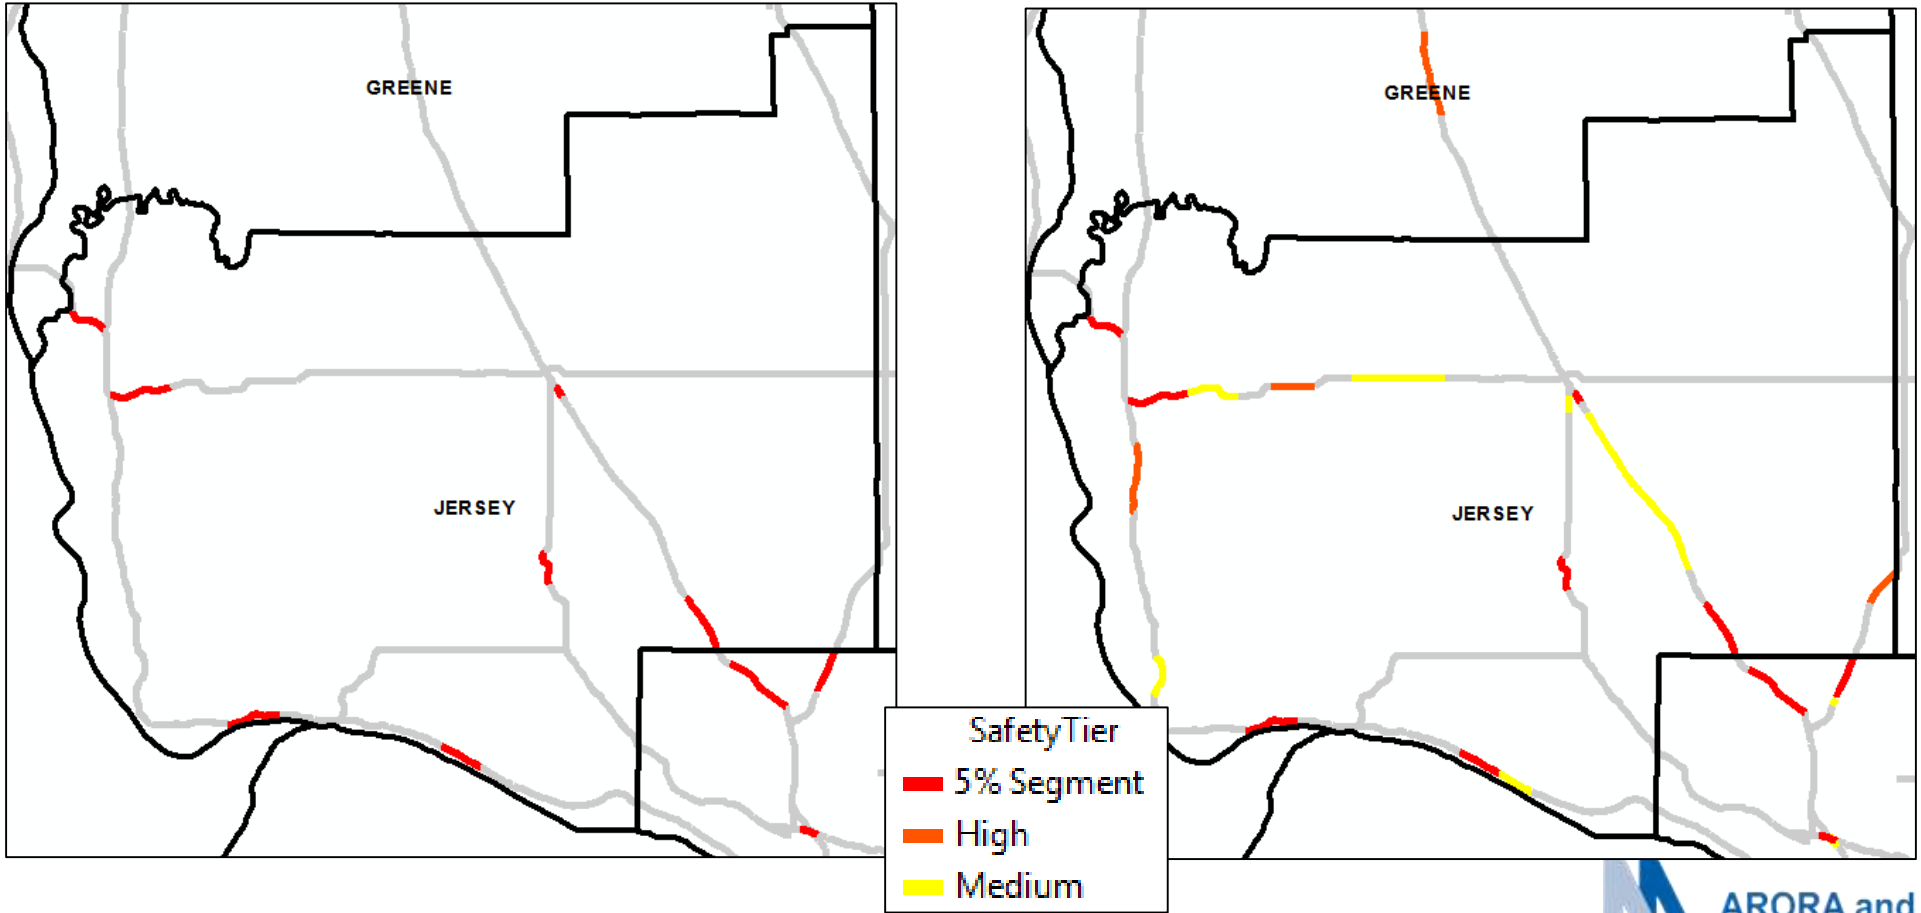 GREENE
JERSEY
GREENE
JERSEY
SafetyTier
5% Segment
High
Medium
ARORA and